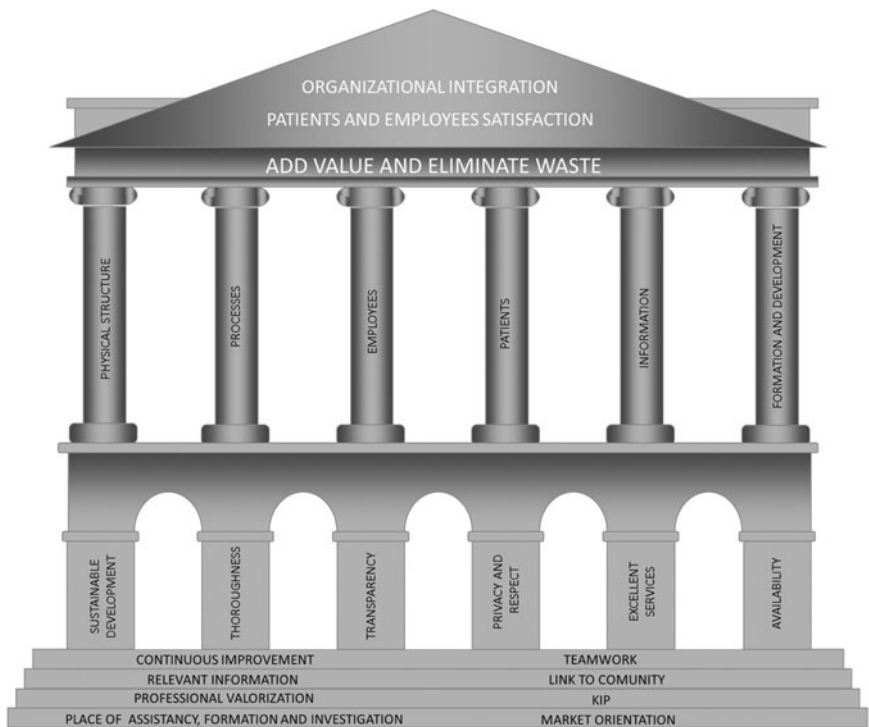 ORGANIZATIONAL INTEGRATION
PATIENTS AND EMPLOYEES SATISFACTION
ADD VALUE AND ELIMINATE WASTE
PHYSICAL STRUCTURE
PROCESSES
EMPLOYEES
PATIENTS
INFORMATION
FORMATION AND DEVELOPMENT
SUSTAINABLE
DEVELOPMENT
THOROUGHNESS
TRANSPARENCY
PRIVACY AND
RESPECT
EXCELLENT
SERVICES
AVAILABILITY
CONTINUOUS IMPROVEMENT
TEAMWORK
RELEVANT INFORMATION
LINK TO COMUNITY
PROFESSIONAL VALORIZATION
KIP
PLACE OF ASSISTANCY, FORMATION AND INVESTIGATION
MARKET ORIENTATION